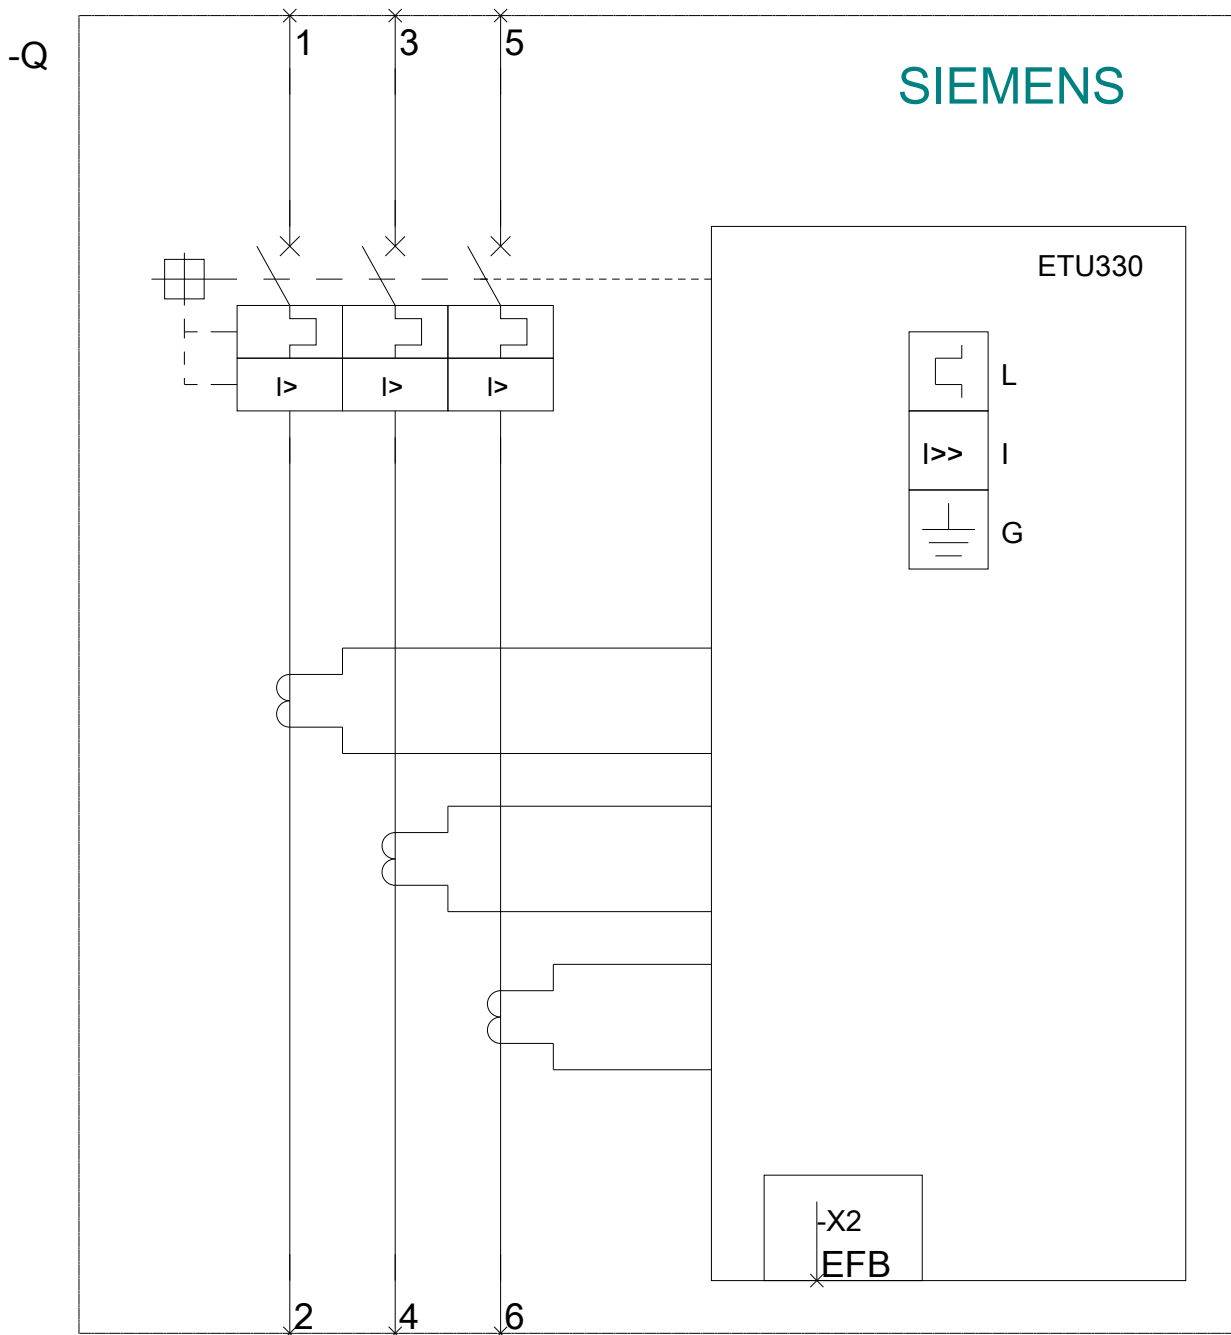 1 3 5
-Q
SIEMENS
ETU330
I> I> I>
L
I>> I
G
-X2
EFB
2 4 6